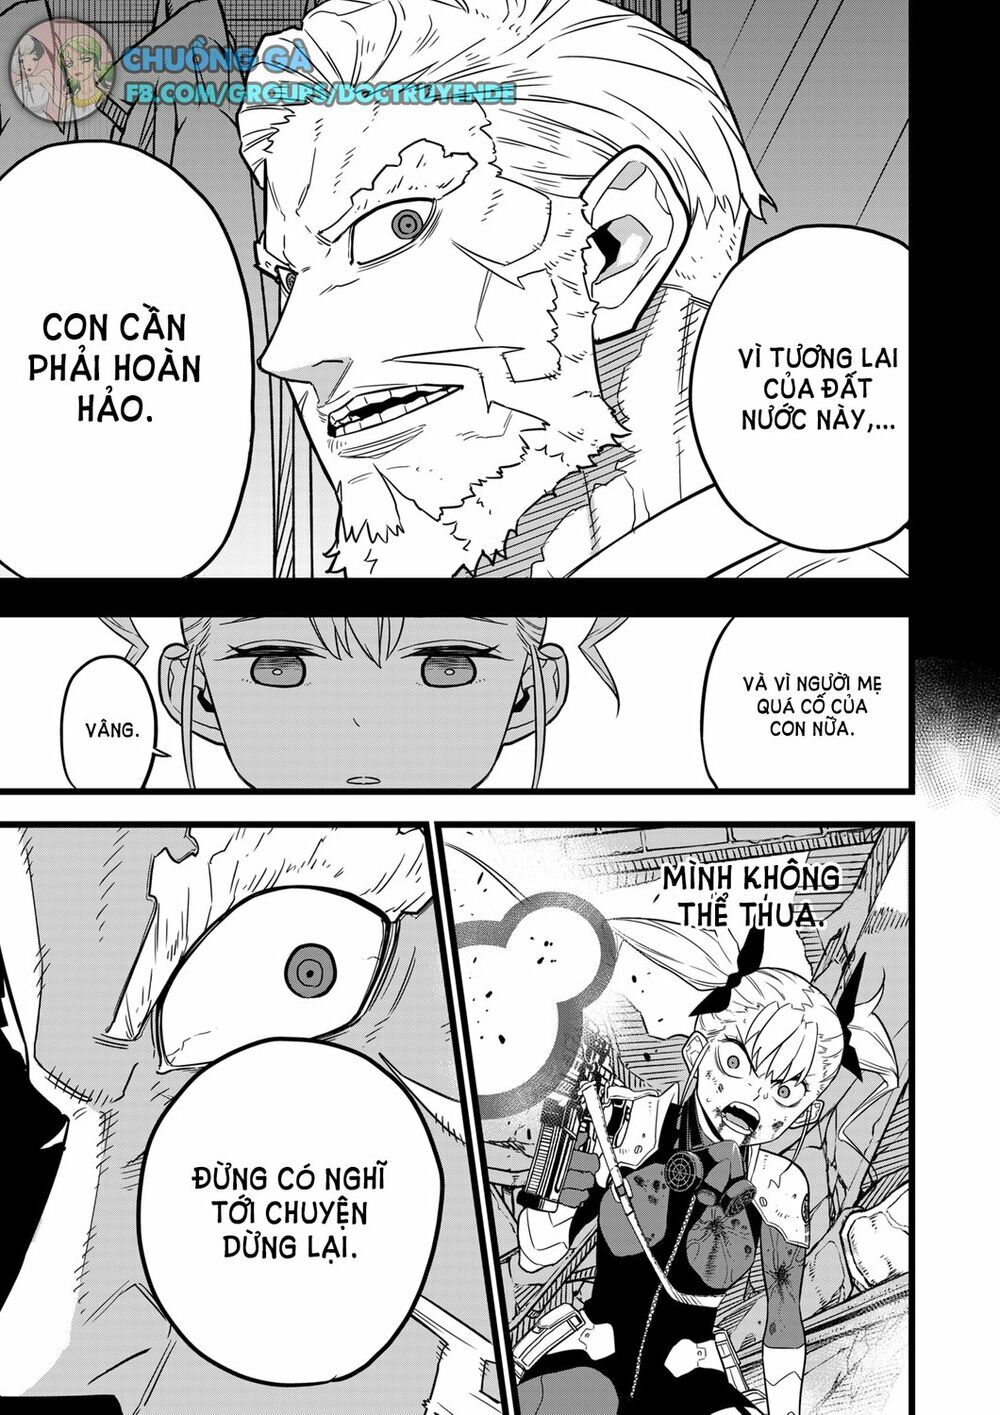 CHUỒNG GÀ
FB.COM/GROUPS/DOCTRUYENDE
VÌ TƯƠNG LAI
CỦA ĐẤT
NƯỚC NÀY,...
CON CẦN
PHẢI HOÀN
HẢO.
VÀ VÌ NGƯỜI MẸ
QUÁ CỐ CỦA
CON NỮA.
VÂNG.
MÌNH KHÔNG
THỂ THUA.
ĐỪNG CÓ NGHĨ
TỚI CHUYỆN
DỪNG LẠI.